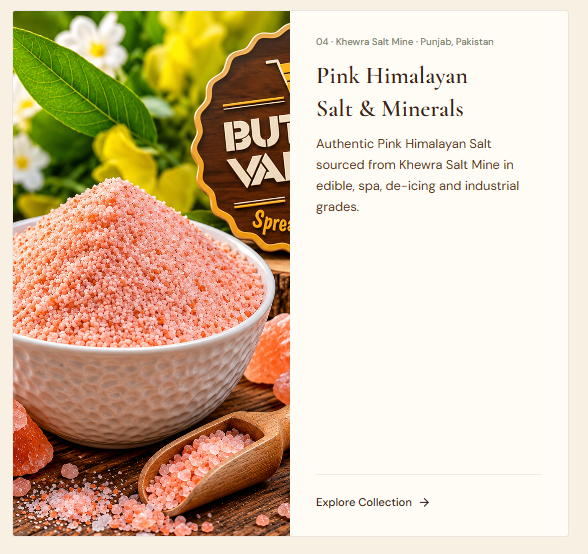 04 · Khewra Salt Mine · Punjab, Pakistan
Pink Himalayan
Salt & Minerals
Authentic Pink Himalayan Salt
sourced from Khewra Salt Mine in
edible, spa, de-icing and industrial
grades.
Explore Collection →